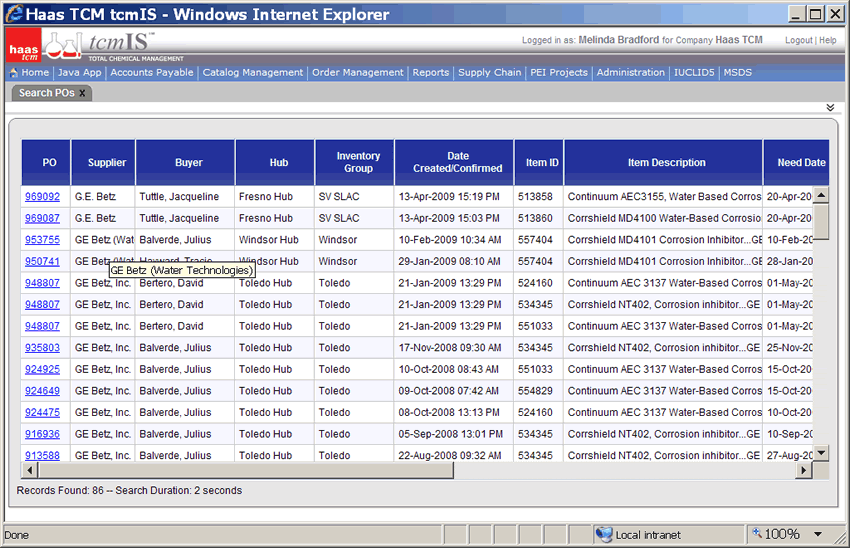 Haas TCM tcmIS - Windows Internet Explorer
haas tcm
tcmIS™
TOTAL CHEMICAL MANAGEMENT
Logged in as: Melinda Bradford for Company Haas TCM Logout | Help
Home | Java App | Accounts Payable | Catalog Management | Order Management | Reports | Supply Chain | PEI Projects | Administration | IUCLID5 | MSDS
Search POs x
PO Supplier Buyer Hub Inventory Group Date Created/Confirmed Item ID Item Description Need Date
969092 G.E. Betz Tuttle, Jacqueline Fresno Hub SV SLAC 13-Apr-2009 15:19 PM 513858 Continuum AEC3155, Water Based Corros 20-Apr-20
969087 G.E. Betz Tuttle, Jacqueline Fresno Hub SV SLAC 13-Apr-2009 15:03 PM 513860 Corrshield MD4100 Water-Based Corrosio 20-Apr-20
953755 GE Betz (Wat Balverde, Julius Windsor Hub Windsor 10-Feb-2009 10:34 AM 557404 Corrshield MD4101 Corrosion Inhibitor...GE 10-Feb-20
950741 GE Betz (Wat Hayward, Tracie Windsor Hub Windsor 29-Jan-2009 08:10 AM 557404 Corrshield MD4101 Corrosion Inhibitor...GE 28-Jan-20
GE Betz (Water Technologies)
948807 GE Betz, Inc. Bertero, David Toledo Hub Toledo 21-Jan-2009 13:29 PM 524160 Continuum AEC 3137 Water-Based Corros 01-May-20
948807 GE Betz, Inc. Bertero, David Toledo Hub Toledo 21-Jan-2009 13:29 PM 534345 Corrshield NT402, Corrosion inhibitor...GE 01-May-20
948807 GE Betz, Inc. Bertero, David Toledo Hub Toledo 21-Jan-2009 13:29 PM 551033 Continuum AEC 3137 Water-Based Corros 01-May-20
935803 GE Betz, Inc. Balverde, Julius Toledo Hub Toledo 17-Nov-2008 09:30 AM 534345 Corrshield NT402, Corrosion inhibitor...GE 25-Nov-20
924925 GE Betz, Inc. Balverde, Julius Toledo Hub Toledo 10-Oct-2008 08:43 AM 551033 Continuum AEC 3137 Water-Based Corros 15-Oct-20
924649 GE Betz, Inc. Balverde, Julius Toledo Hub Toledo 09-Oct-2008 07:42 AM 554829 Continuum AEC 3137 Water-Based Corros 15-Oct-20
924475 GE Betz, Inc. Balverde, Julius Toledo Hub Toledo 08-Oct-2008 13:13 PM 524160 Continuum AEC 3137 Water-Based Corros 10-Oct-20
916936 GE Betz, Inc. Balverde, Julius Toledo Hub Toledo 05-Sep-2008 13:01 PM 534345 Corrshield NT402, Corrosion inhibitor...GE 10-Sep-20
913588 GE Betz, Inc. Balverde, Julius Toledo Hub Toledo 22-Aug-2008 09:32 AM 534345 Corrshield NT402, Corrosion inhibitor...GE 27-Aug-20
Records Found: 86 -- Search Duration: 2 seconds
Done Local intranet 100%